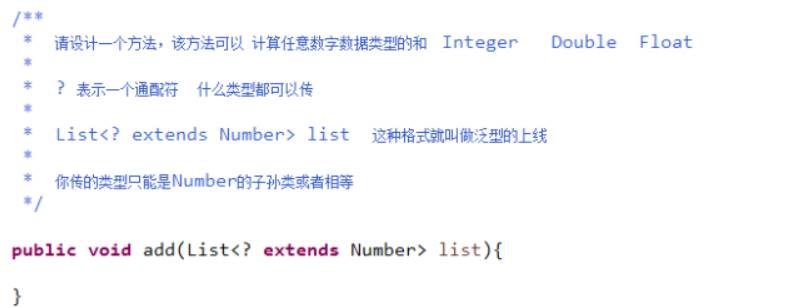 /**
* 请设计一个方法，该方法可以 计算任意数字数据类型的和 Integer Double Float
*
* ? 表示一个通配符 什么类型都可以传
*
* List<? extends Number> list 这种格式就叫做泛型的上线
*
* 你传的类型只能是Number的子孙类或者相等
*/
public void add(List<? extends Number> list){
}